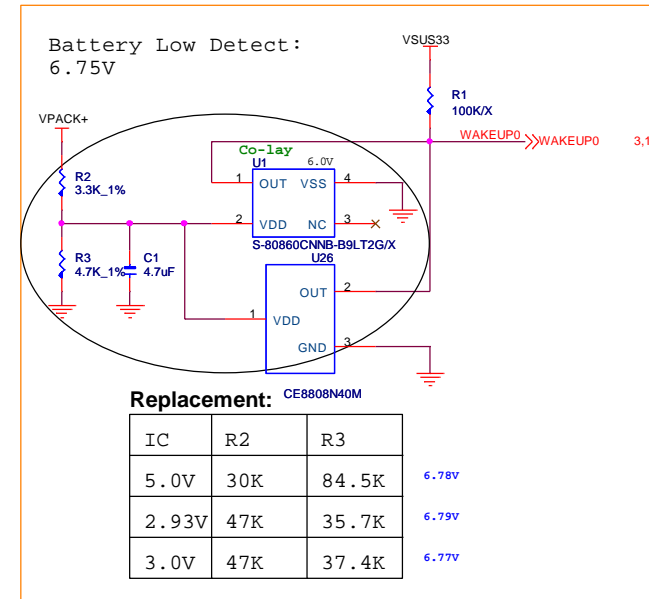 Battery Low Detect:
6.75V
VSUS33
R1
100K/X
WAKEUP0
WAKEUP0
3,1
VPACK+
R2
3.3K_1%
Co-lay
U1
6.0V
1
OUT
VSS
4
2
VDD
NC
3
S-80860CNNB-B9LT2G/X
R3
4.7K_1%
C1
4.7uF
U26
OUT
2
1
VDD
GND
3
CE8808N40M
Replacement:
IC R2 R3
5.0V 30K 84.5K 6.78V
2.93V 47K 35.7K 6.79V
3.0V 47K 37.4K 6.77V